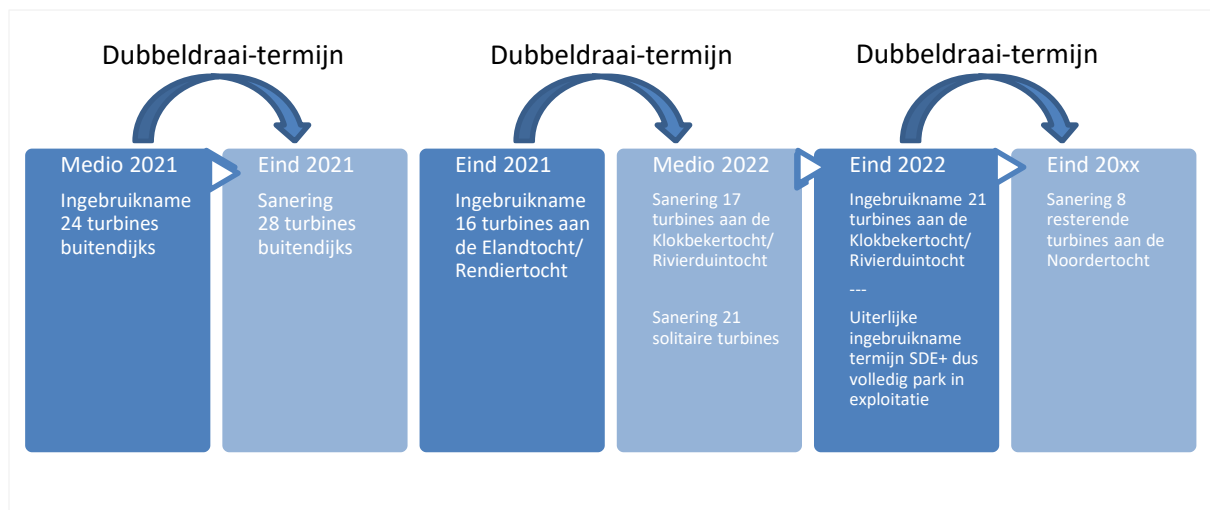 Dubbeldraai-termijn
Dubbeldraai-termijn
Dubbeldraai-termijn
Medio 2021
Ingebruikname
24 turbines
buitendijks
Eind 2021
Sanering
28 turbines
buitendijks
Eind 2021
Ingebruikname
16 turbines aan
de Elandtocht/
Rendiertocht
Medio 2022
Sanering 17
turbines aan de
Klokbekertocht/
Rivierduintocht
Sanering 21
solitaire turbines
Eind 2022
Ingebruikname 21
turbines aan de
Klokbekertocht/
Rivierduintocht
---
Uiterlijke
ingebruikname
termijn SDE+ dus
volledig park in
exploitatie
Eind 20xx
Sanering 8
resterende
turbines aan de
Noordertocht